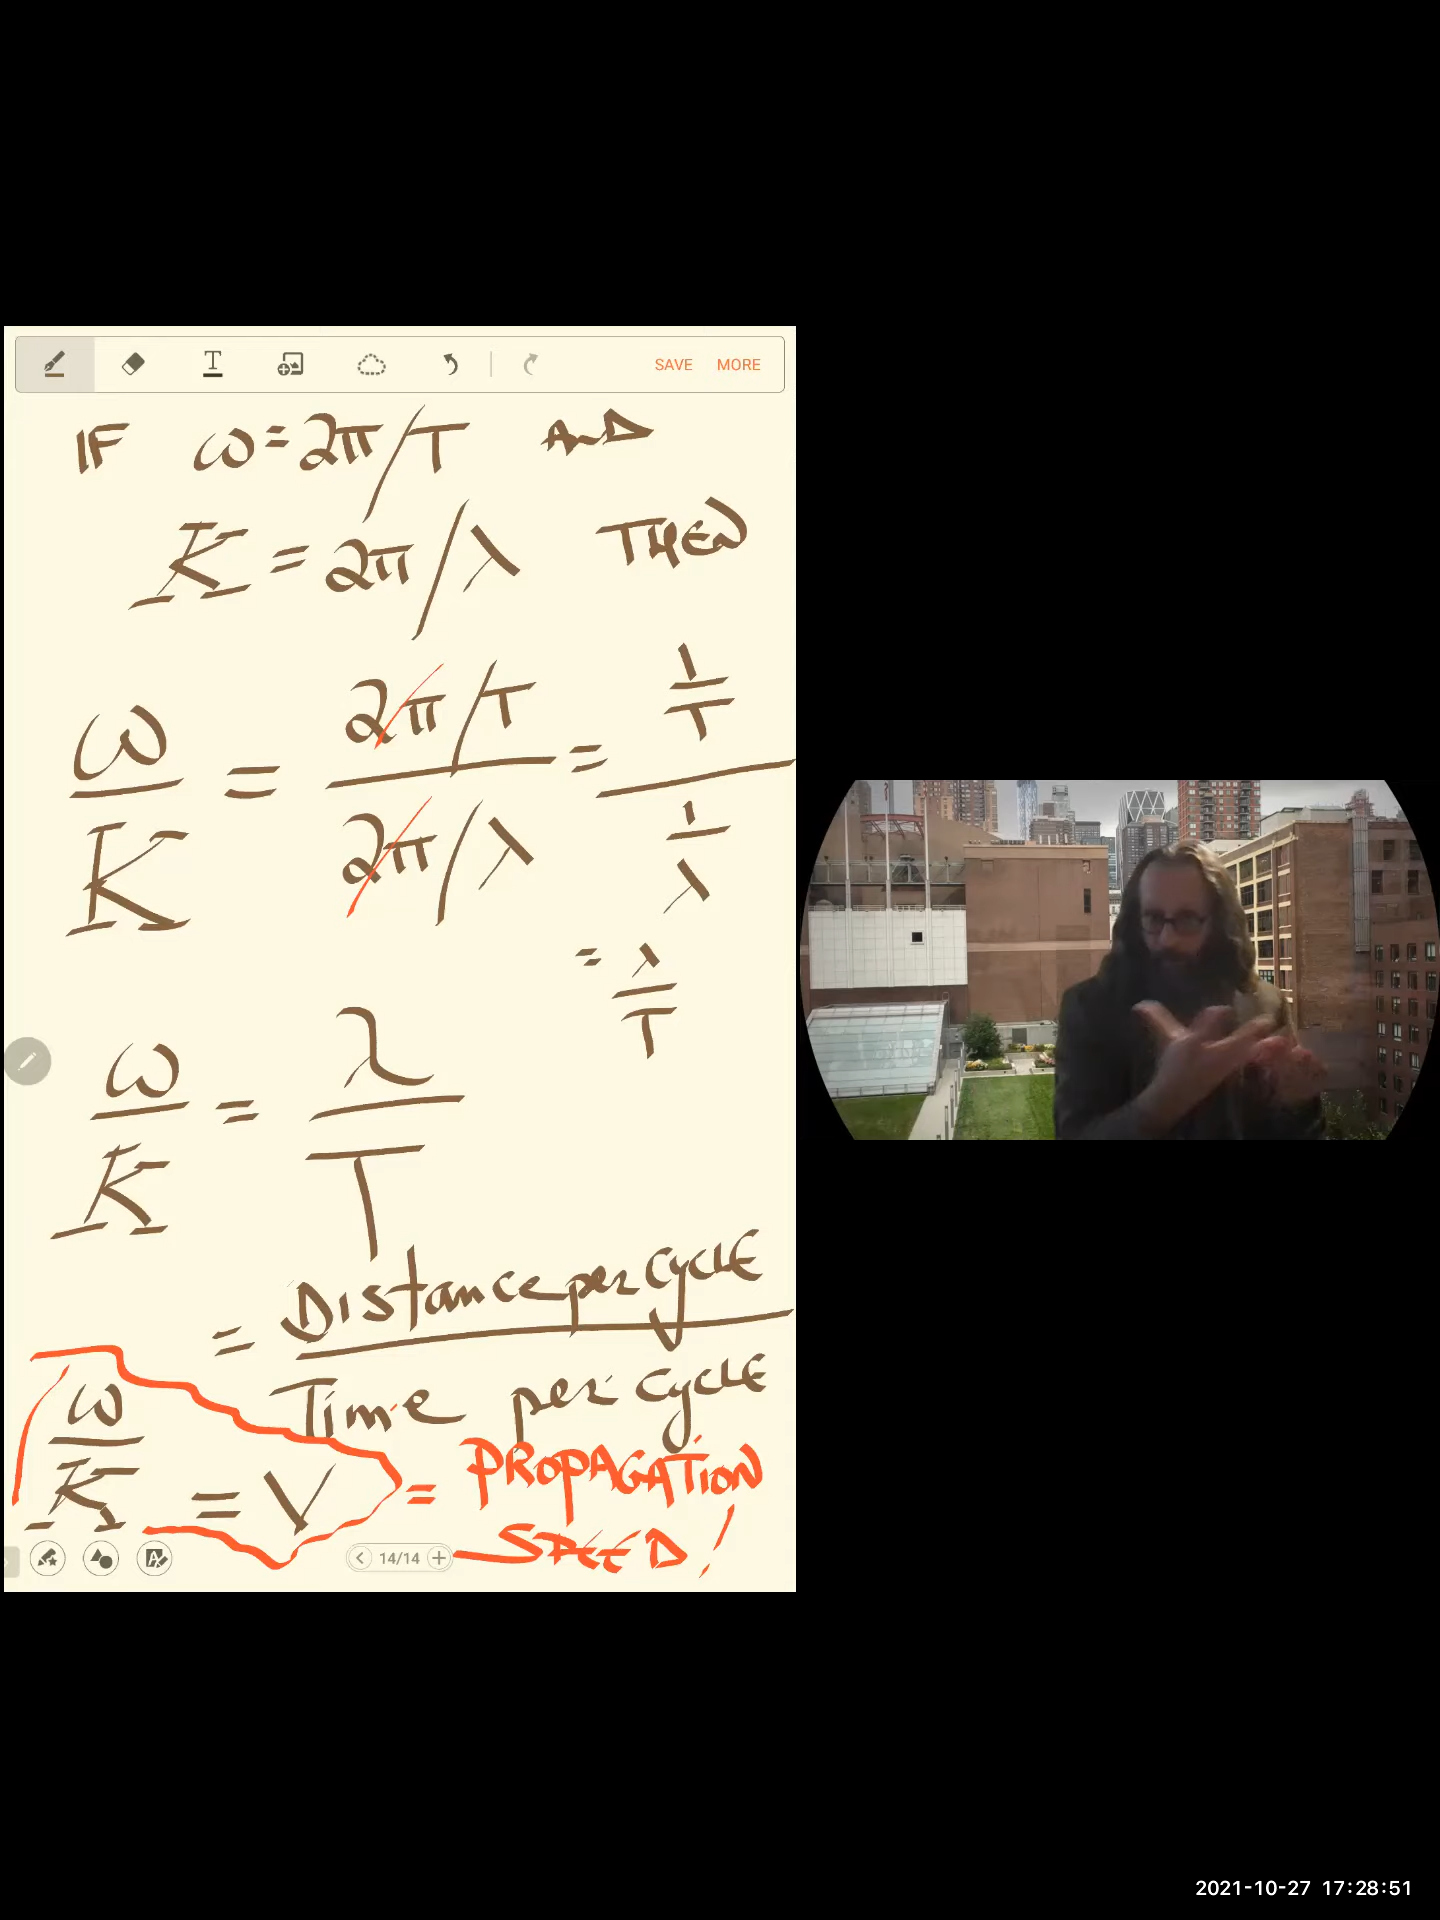 SAVE MORE
IF ω=2π/T AND
K = 2π/λ THEN
ω/K = (2π/T)/(2π/λ) = (1/T)/(1/λ)
= λ/T
ω/K = λ/T
= Distance per cycle / Time per cycle
ω/K = V = PROPAGATION
SPEED!
14/14
2021-10-27 17:28:51